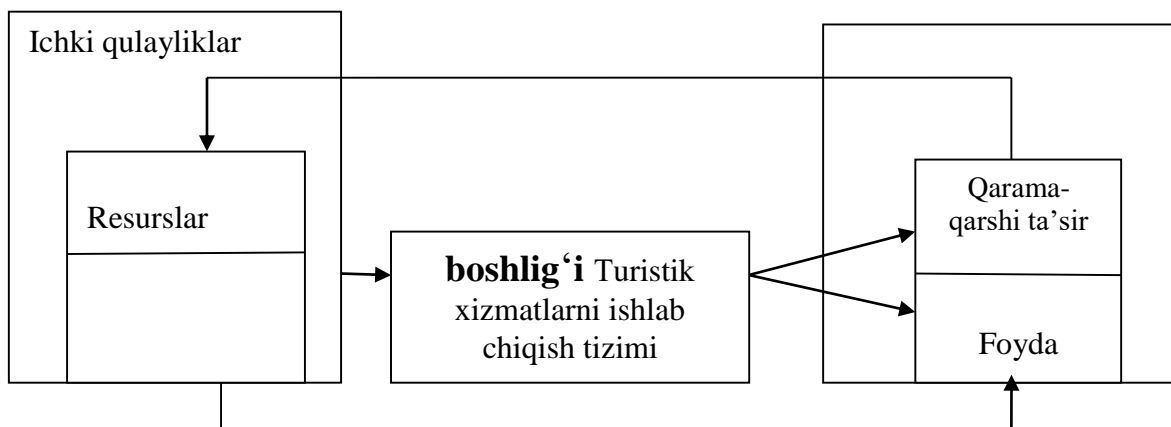 Ichki qulayliklar
Resurslar
boshlig‘i Turistik
xizmatlarni ishlab
chiqish tizimi
Qarama-
qarshi ta’sir
Foyda